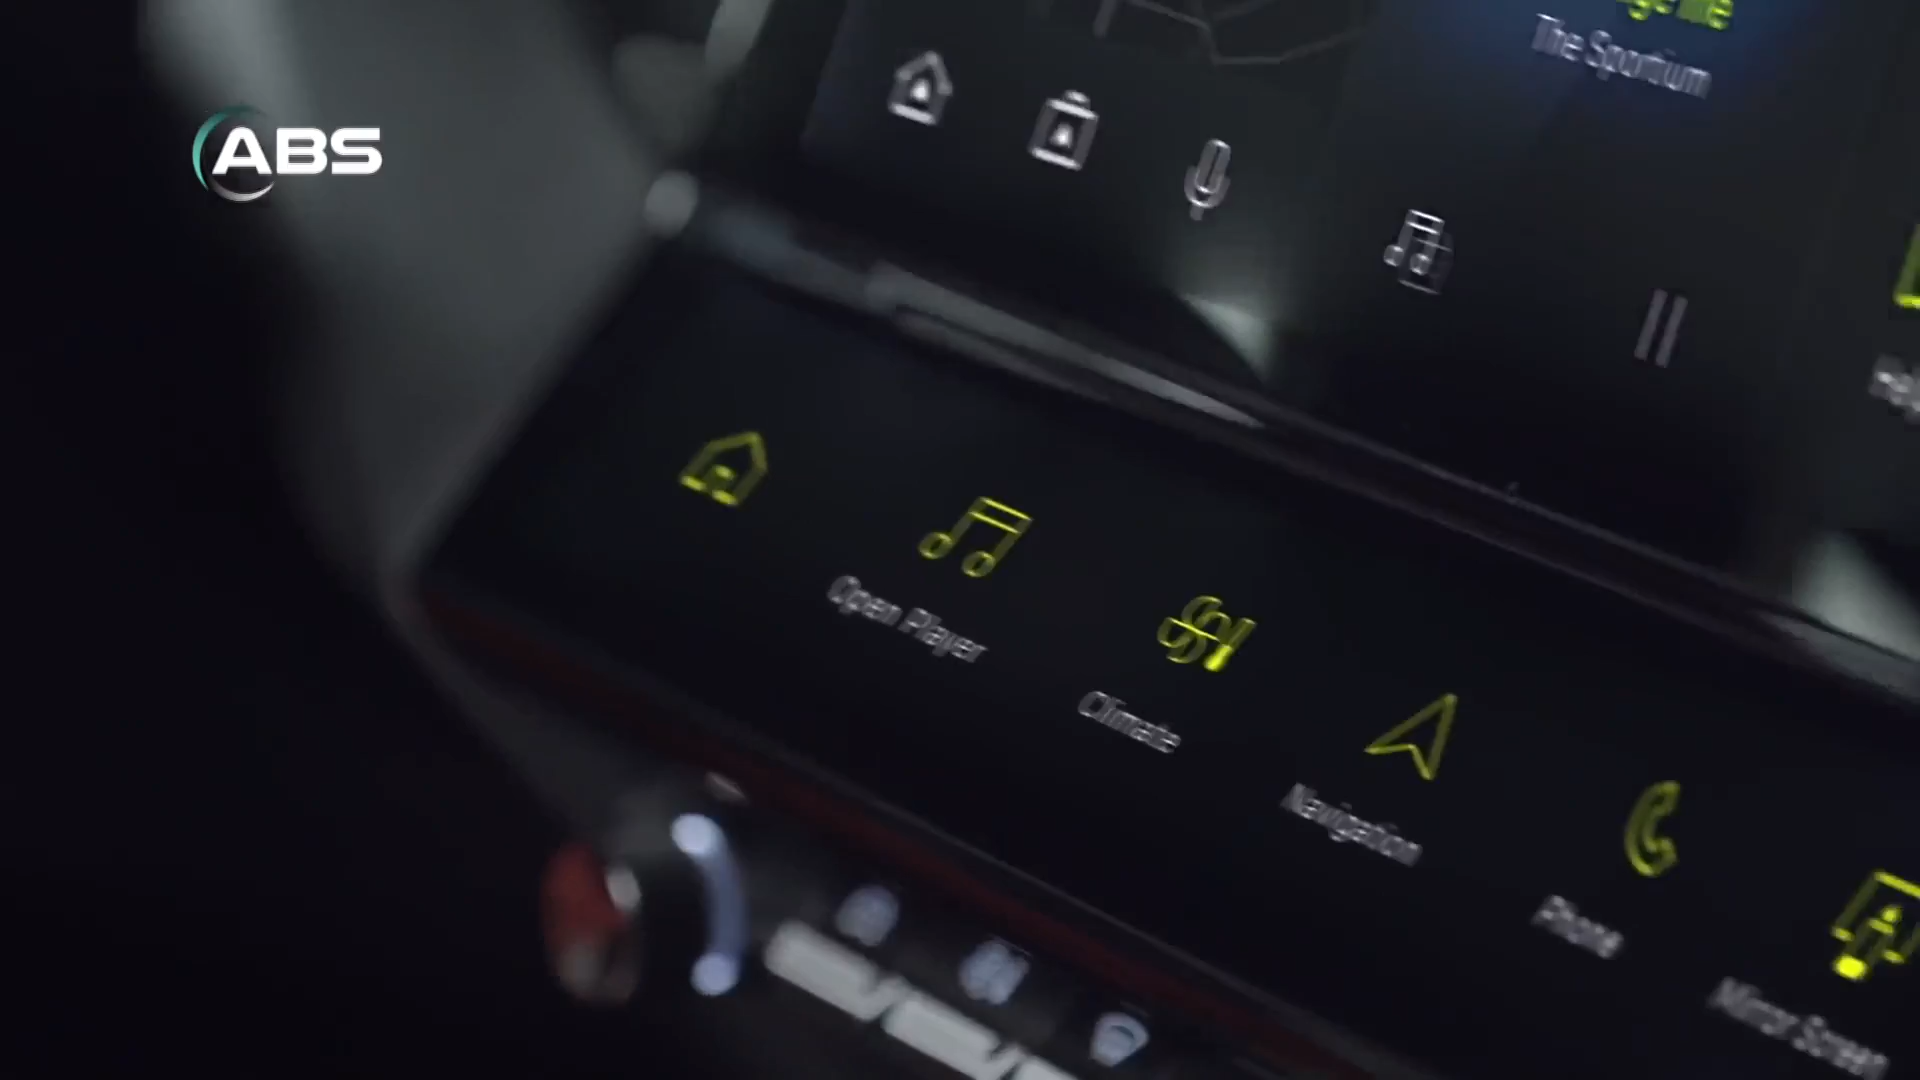 ABS
The Sportium
Open Player
Climate
Navigation
Phone
Mirror Screen